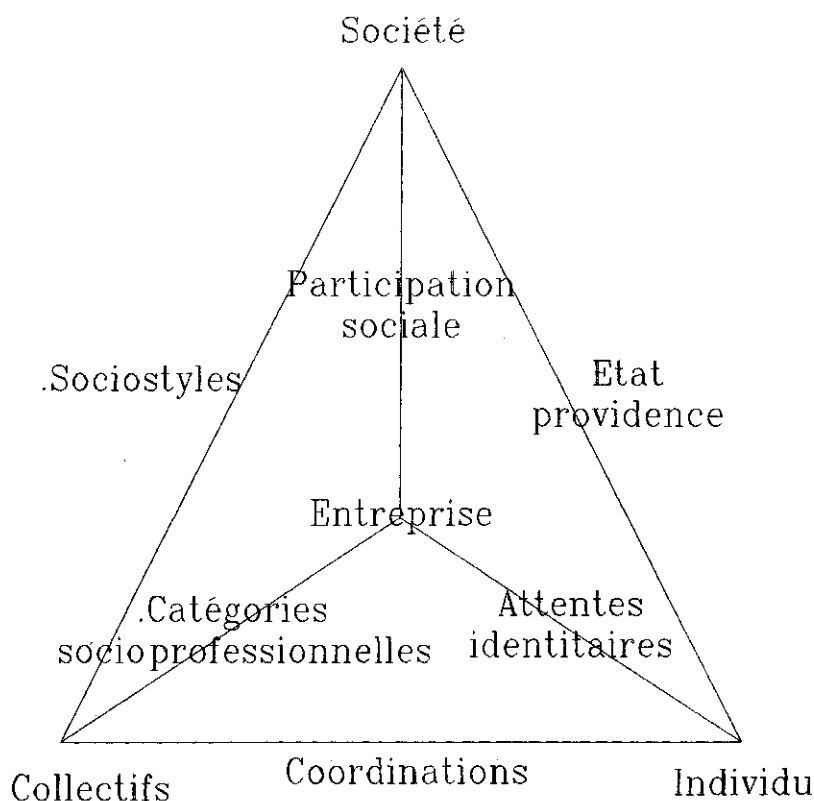 Société
Participation
sociale
.Sociostyles
Etat
providence
Entreprise
.Catégories
socioprofessionnelles
Attentes
identitaires
Collectifs
Coordinations
Individu